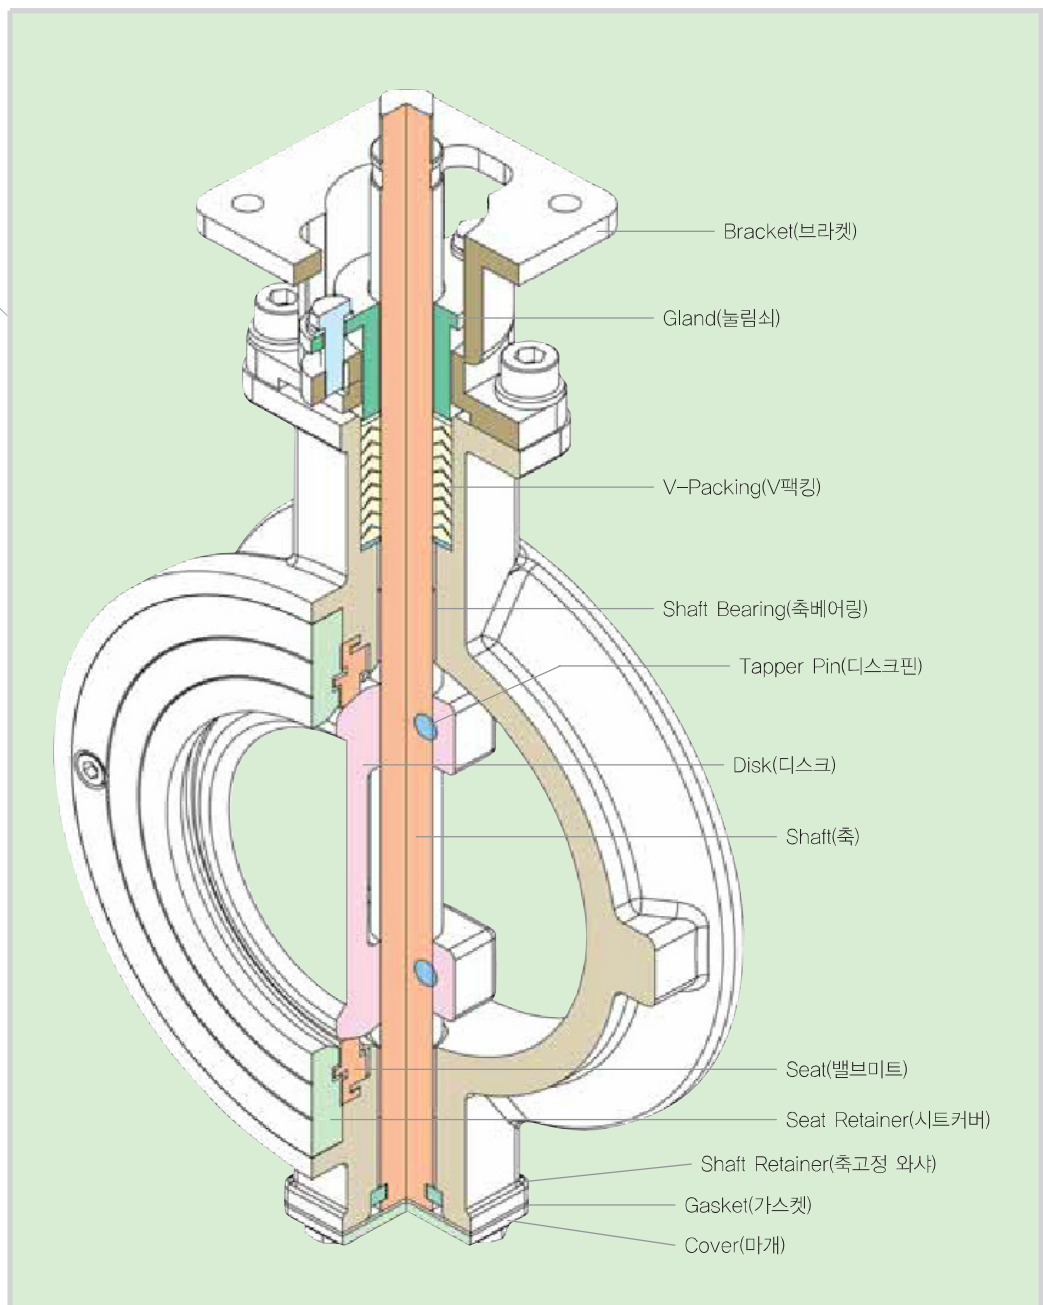 Bracket(브라켓)
Gland(눌림쇠)
V-Packing(V팩킹)
Shaft Bearing(축베어링)
Tapper Pin(디스크핀)
Disk(디스크)
Shaft(축)
Seat(밸브미트)
Seat Retainer(시트커버)
Shaft Retainer(축고정 와샤)
Gasket(가스켓)
Cover(마개)